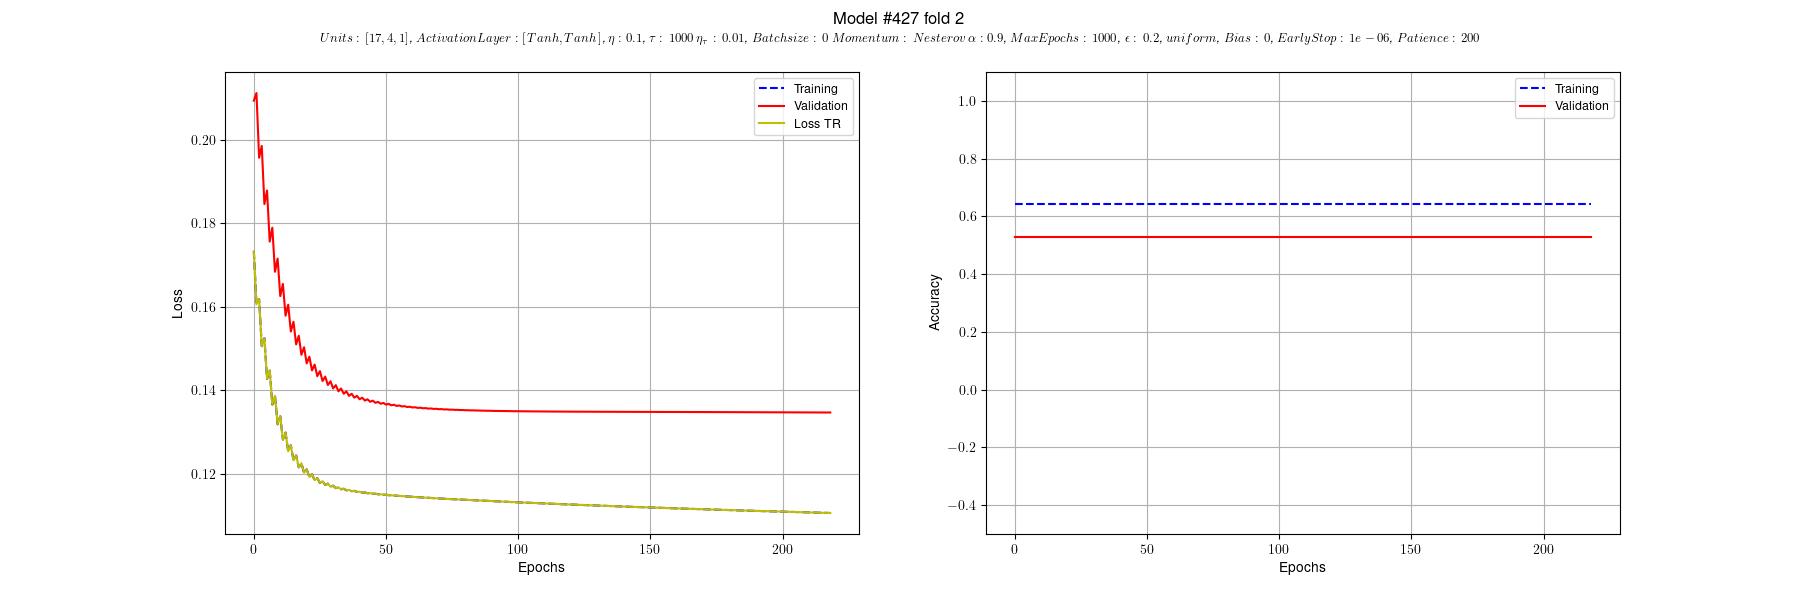 Model #427 fold 2
Units : [17, 4, 1], ActivationLayer : [Tanh, Tanh], η : 0.1, τ : 1000 ητ : 0.01, Batchsize : 0 Momentum : Nesterov α : 0.9, MaxEpochs : 1000, ϵ : 0.2, uniform, Bias : 0, EarlyStop : 1e − 06, Patience : 200
Training
Validation
Loss TR
0.20
0.18
0.16
0.14
0.12
Loss
0 50 100 150 200
Epochs
Training
Validation
1.0
0.8
0.6
0.4
0.2
0.0
−0.2
−0.4
Accuracy
0 50 100 150 200
Epochs